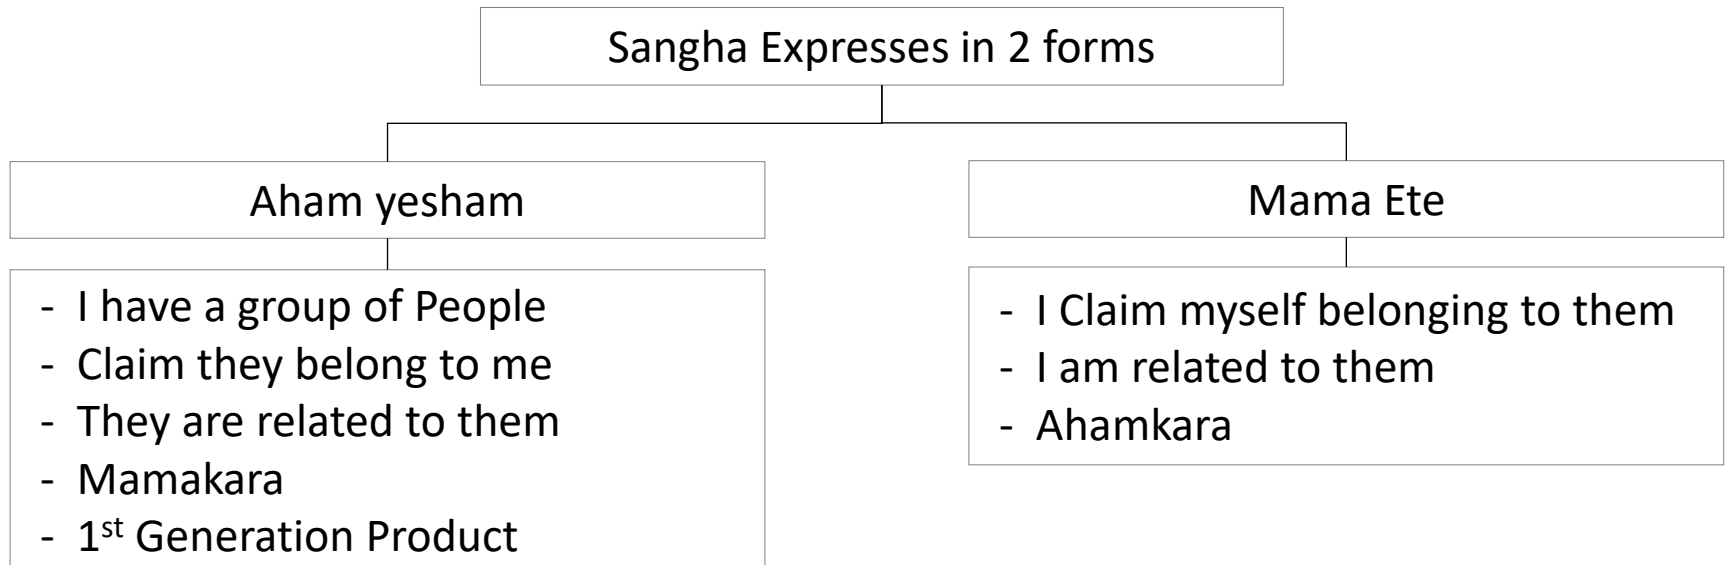 Sangha Expresses in 2 forms
Aham yesham
- I have a group of People
- Claim they belong to me
- They are related to them
- Mamakara
- 1st Generation Product
Mama Ete
- I Claim myself belonging to them
- I am related to them
- Ahamkara